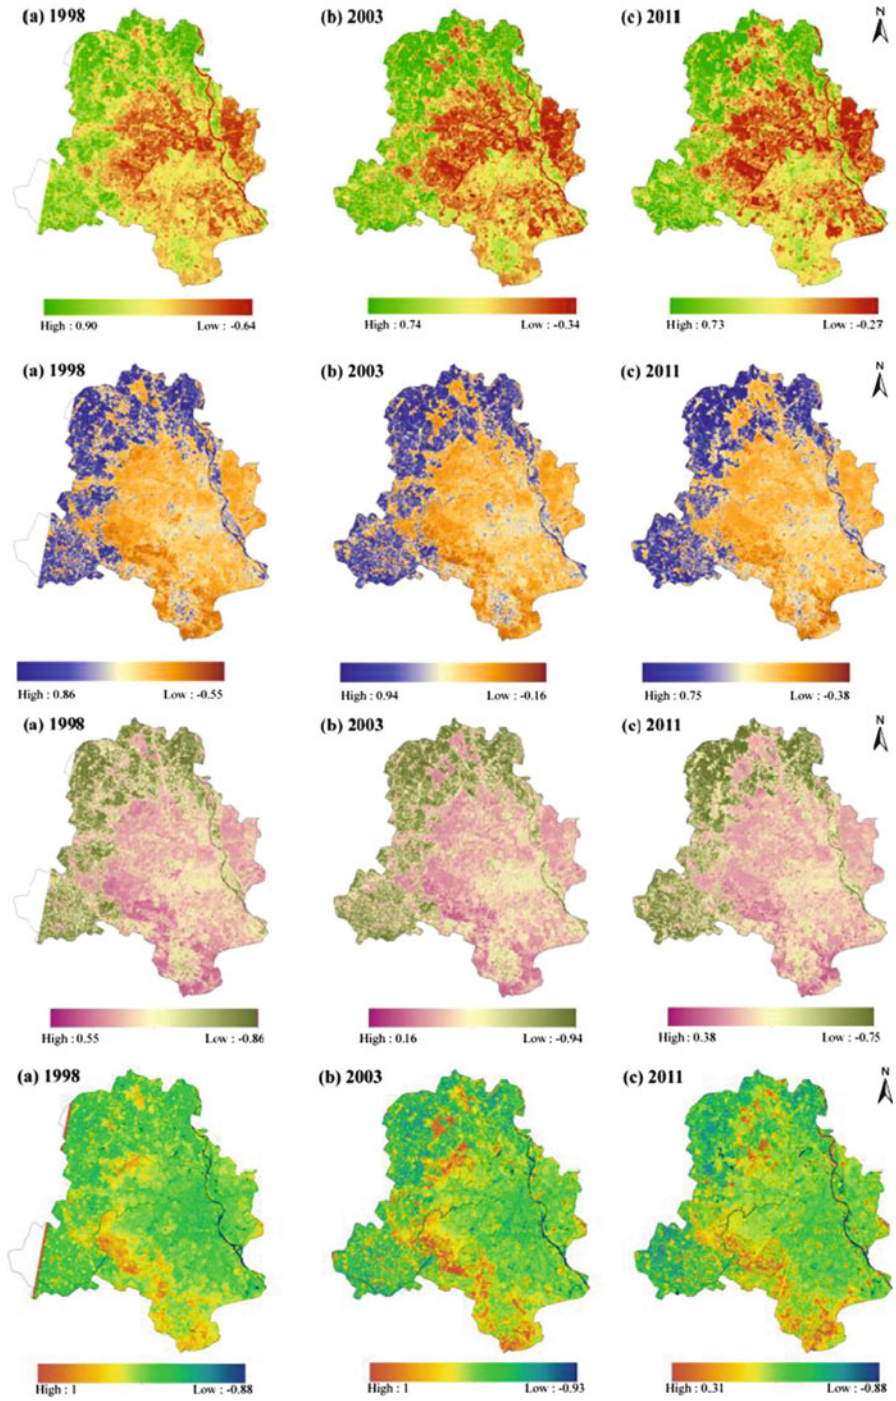 (a) 1998 (b) 2003 (c) 2011 N
High : 0.90 Low : -0.64 High : 0.74 Low : -0.34 High : 0.73 Low : -0.27
(a) 1998 (b) 2003 (c) 2011 N
High : 0.86 Low : -0.55 High : 0.94 Low : -0.16 High : 0.75 Low : -0.38
(a) 1998 (b) 2003 (c) 2011 N
High : 0.55 Low : -0.86 High : 0.16 Low : -0.94 High : 0.38 Low : -0.75
(a) 1998 (b) 2003 (c) 2011 N
High : 1 Low : -0.88 High : 1 Low : -0.93 High : 0.31 Low : -0.88